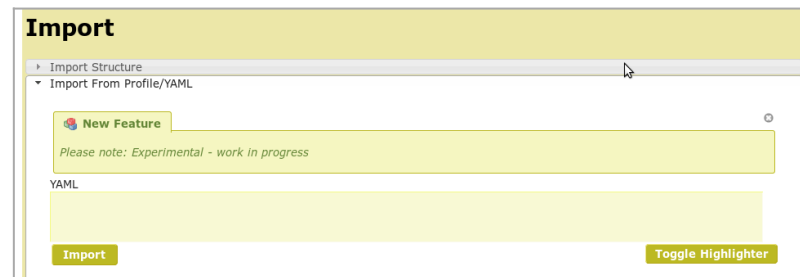 Import
Import Structure
Import From Profile/YAML
New Feature
Please note: Experimental - work in progress
YAML
Import
Toggle Highlighter